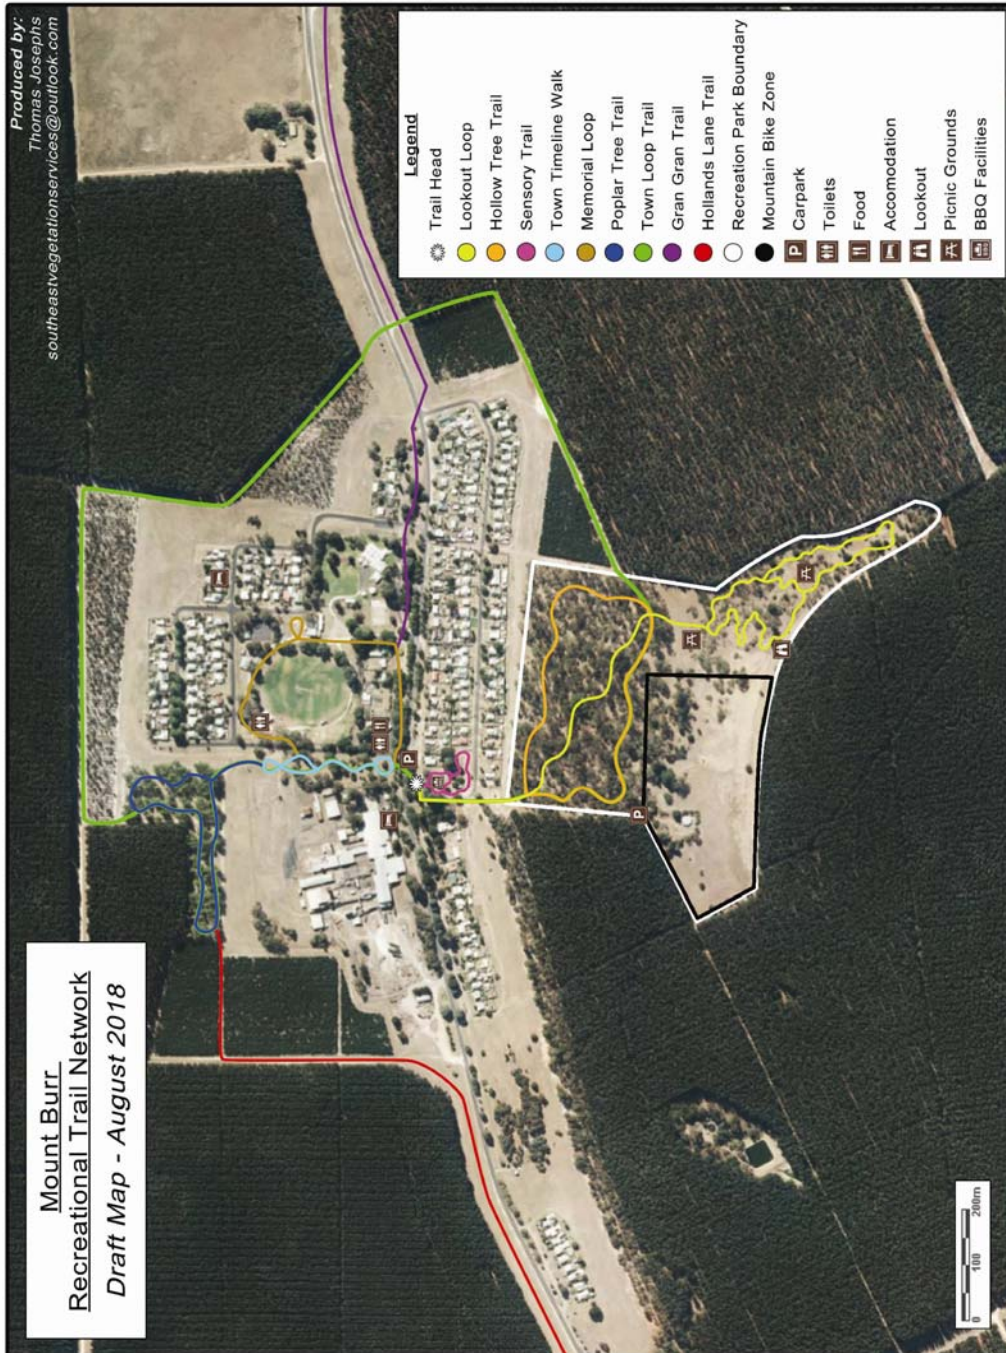 Mount Burr
Recreational Trail Network
Draft Map - August 2018
Produced by:
Thomas Josephs
southeastvegetationservices@outlook.com
Legend
Trail Head
Lookout Loop
Hollow Tree Trail
Sensory Trail
Town Timeline Walk
Memorial Loop
Poplar Tree Trail
Town Loop Trail
Gran Gran Trail
Hollands Lane Trail
Recreation Park Boundary
Mountain Bike Zone
P Carpark
Toilets
Food
Accomodation
Lookout
Picnic Grounds
BBQ Facilities
P
P
0 100 200m